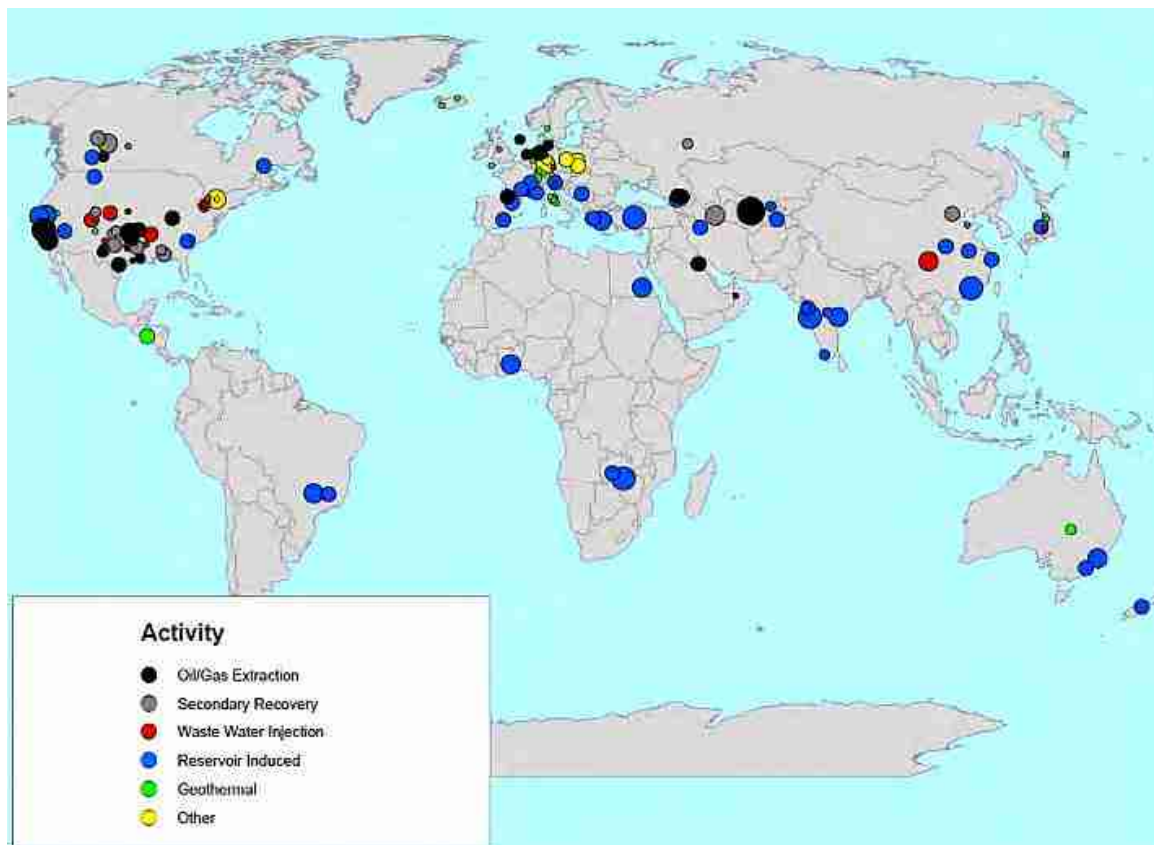 Activity
Oil/Gas Extraction
Secondary Recovery
Waste Water Injection
Reservoir Induced
Geothermal
Other